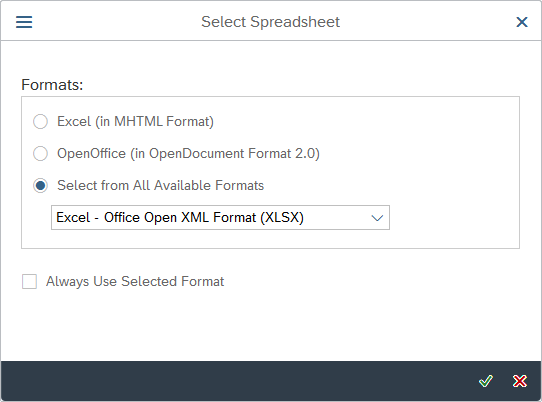 Select Spreadsheet
Formats:
Excel (in MHTML Format)
OpenOffice (in OpenDocument Format 2.0)
Select from All Available Formats
Excel - Office Open XML Format (XLSX)
Always Use Selected Format